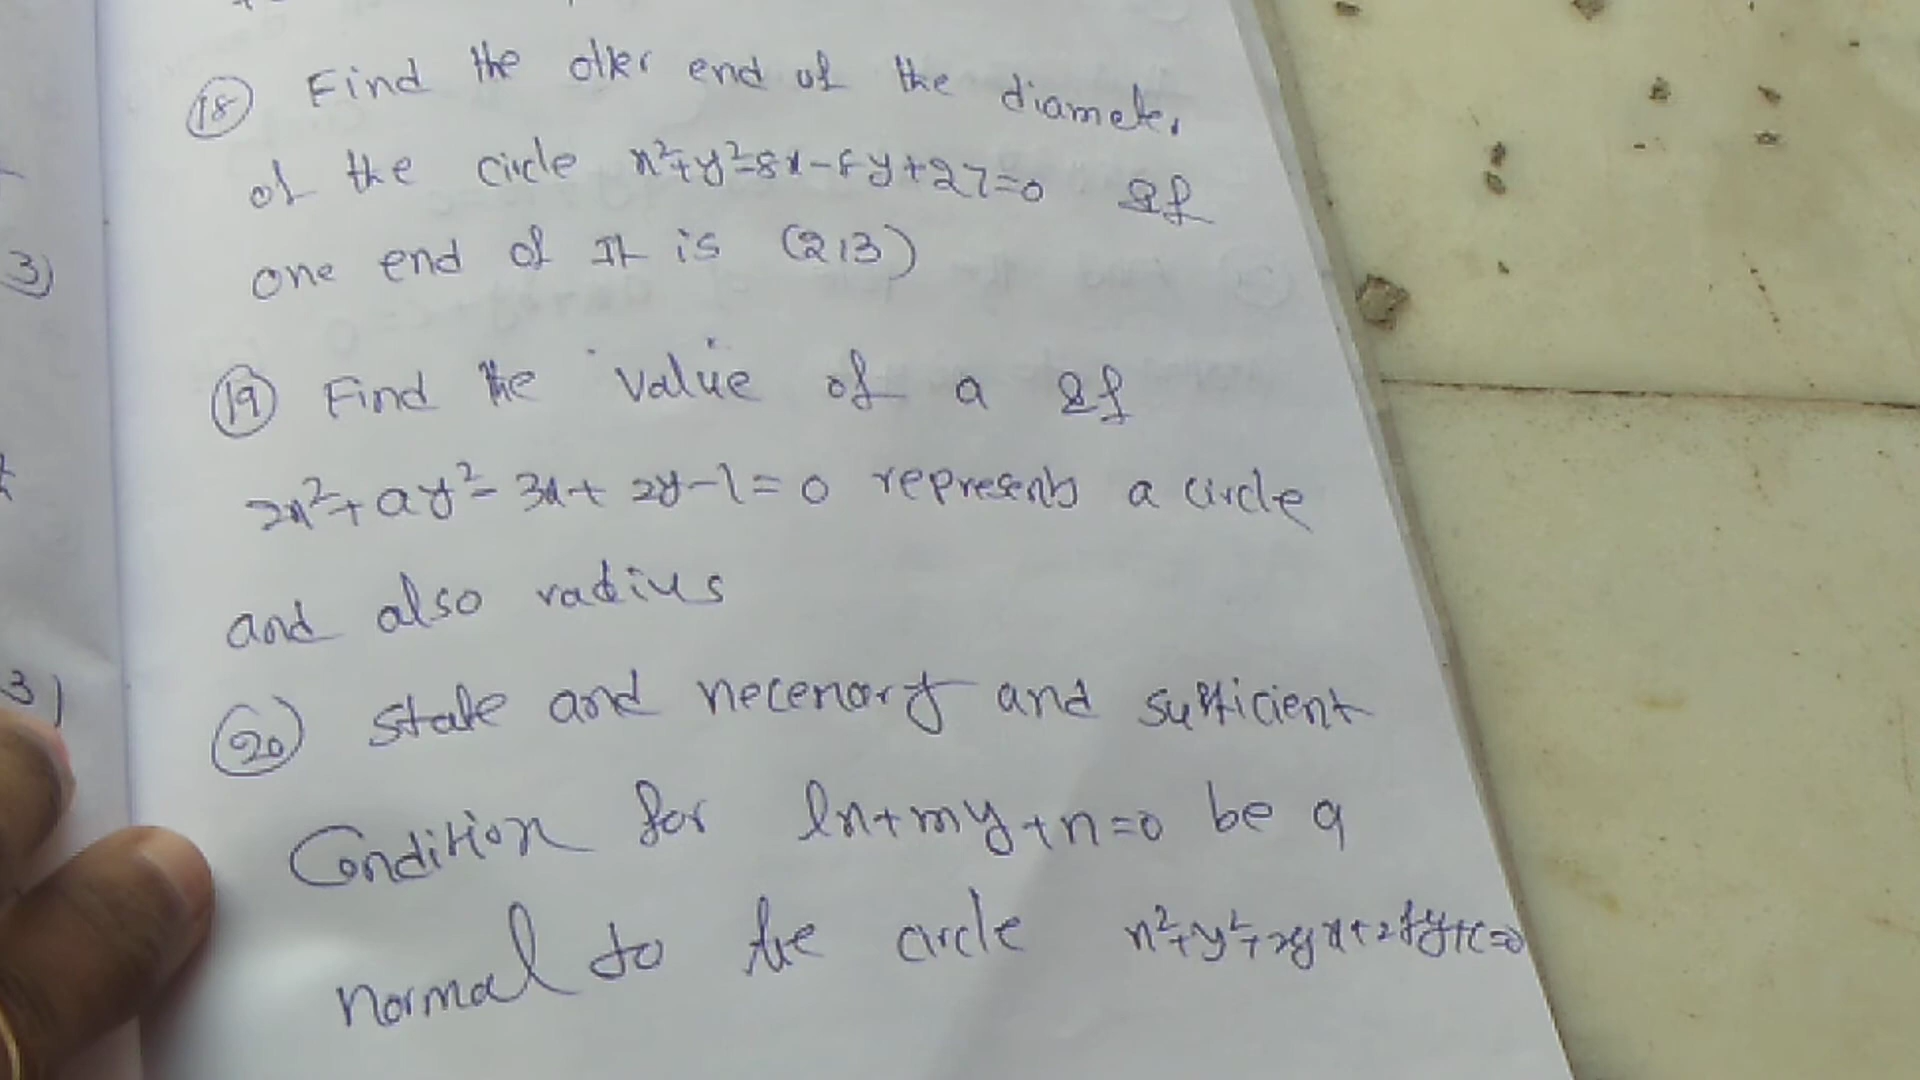 (18) Find the other end of the diameter
of the circle x²+y²-8x-8y+27=0 If
one end of It is (2,3)
(19) Find the value of a If
2x²+ay²-3x+2y-1=0 represents a circle
and also radius
(20) state and necessary and sufficient
Condition for lx+my+n=0 be a
normal to the circle x²+y²+2gx+2fy+c=0
3)
3)